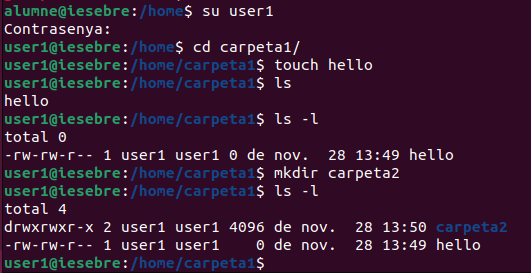 alumne@iesebre:/home$ su user1
Contrasenya:
user1@iesebre:/home$ cd carpeta1/
user1@iesebre:/home/carpeta1$ touch hello
user1@iesebre:/home/carpeta1$ ls
hello
user1@iesebre:/home/carpeta1$ ls -l
total 0
-rw-rw-r-- 1 user1 user1 0 de nov.  28 13:49 hello
user1@iesebre:/home/carpeta1$ mkdir carpeta2
user1@iesebre:/home/carpeta1$ ls -l
total 4
drwxrwxr-x 2 user1 user1 4096 de nov.  28 13:50 carpeta2
-rw-rw-r-- 1 user1 user1    0 de nov.  28 13:49 hello
user1@iesebre:/home/carpeta1$